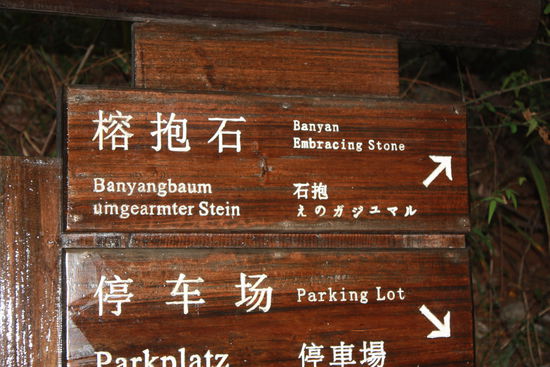 榕抱石
Banyan
Embracing Stone
Banyangbaum
umgearmter Stein
石抱
えのガジュマル
停车场
Parking Lot
Parkplatz
停車場